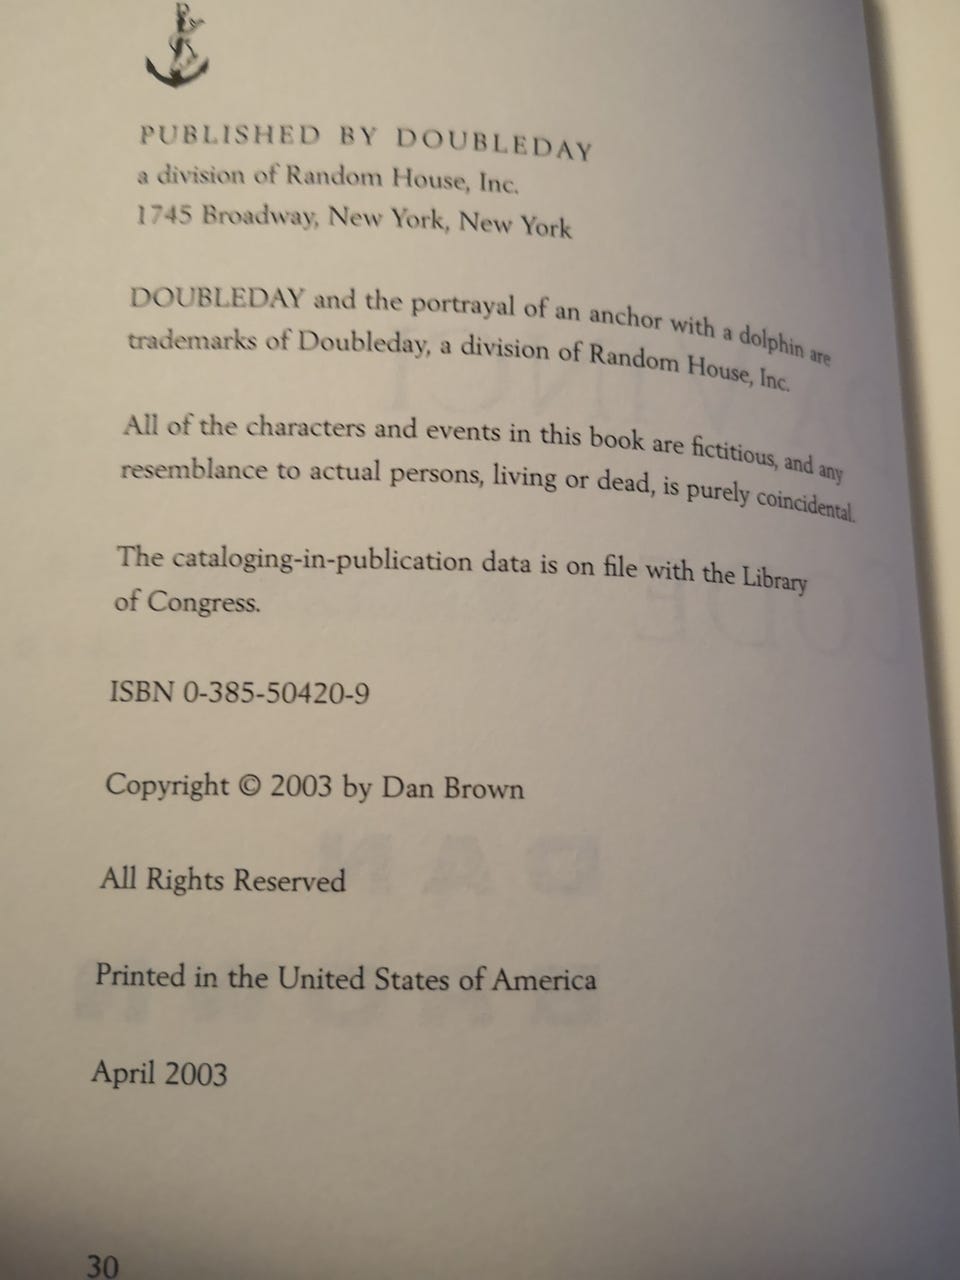 PUBLISHED BY DOUBLEDAY
a division of Random House, Inc.
1745 Broadway, New York, New York
DOUBLEDAY and the portrayal of an anchor with a dolphin are
trademarks of Doubleday, a division of Random House, Inc.
All of the characters and events in this book are fictitious, and any
resemblance to actual persons, living or dead, is purely coincidental.
The cataloging-in-publication data is on file with the Library
of Congress.
ISBN 0-385-50420-9
Copyright © 2003 by Dan Brown
All Rights Reserved
Printed in the United States of America
April 2003
30